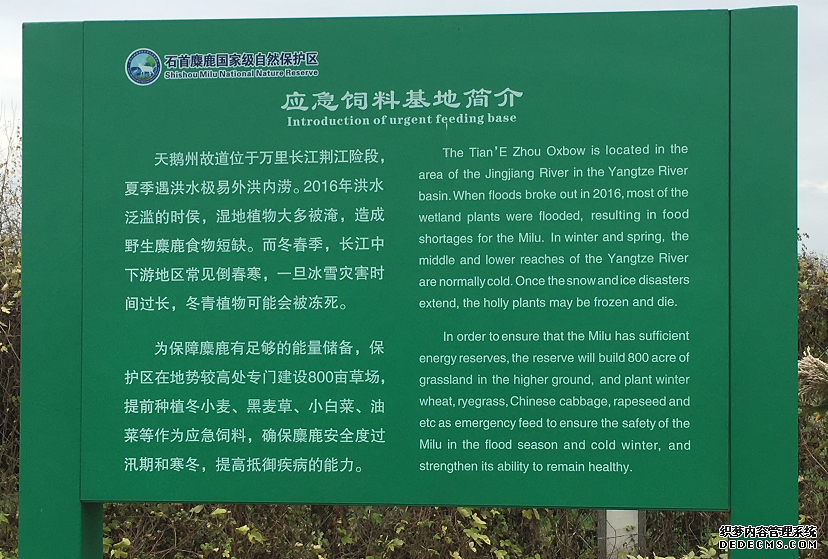 石首麋鹿国家级自然保护区
Shishou Milu National Nature Reserve
应急饲料基地简介
Introduction of urgent feeding base
天鹅州故道位于万里长江荆江险段，
夏季遇洪水极易外洪内涝。2016年洪水
泛滥的时侯，湿地植物大多被淹，造成
野生麋鹿食物短缺。而冬春季，长江中
下游地区常见倒春寒，一旦冰雪灾害时
间过长，冬青植物可能会被冻死。
为保障麋鹿有足够的能量储备，保
护区在地势较高处专门建设800亩草场，
提前种植冬小麦、黑麦草、小白菜、油
菜等作为应急饲料，确保麋鹿安全度过
汛期和寒冬，提高抵御疾病的能力。
The Tian'E Zhou Oxbow is located in the
area of the Jingjiang River in the Yangtze River
basin. When floods broke out in 2016, most of the
wetland plants were flooded, resulting in food
shortages for the Milu. In winter and spring, the
middle and lower reaches of the Yangtze River
are normally cold. Once the snow and ice disasters
extend, the holly plants may be frozen and die.
In order to ensure that the Milu has sufficient
energy reserves, the reserve will build 800 acre of
grassland in the higher ground, and plant winter
wheat, ryegrass, Chinese cabbage, rapeseed and
etc as emergency feed to ensure the safety of the
Milu in the flood season and cold winter, and
strengthen its ability to remain healthy.
织梦内容管理系统
DEDECMS.COM